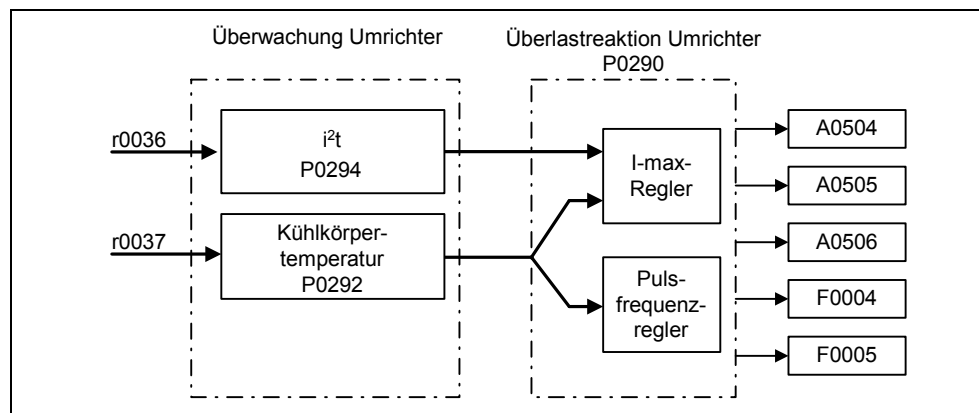 Überwachung Umrichter
Überlastreaktion Umrichter
P0290
r0036
i²t
P0294
I-max-
Regler
r0037
Kühlkörper-
temperatur
P0292
Puls-
frequenz-
regler
A0504
A0505
A0506
F0004
F0005